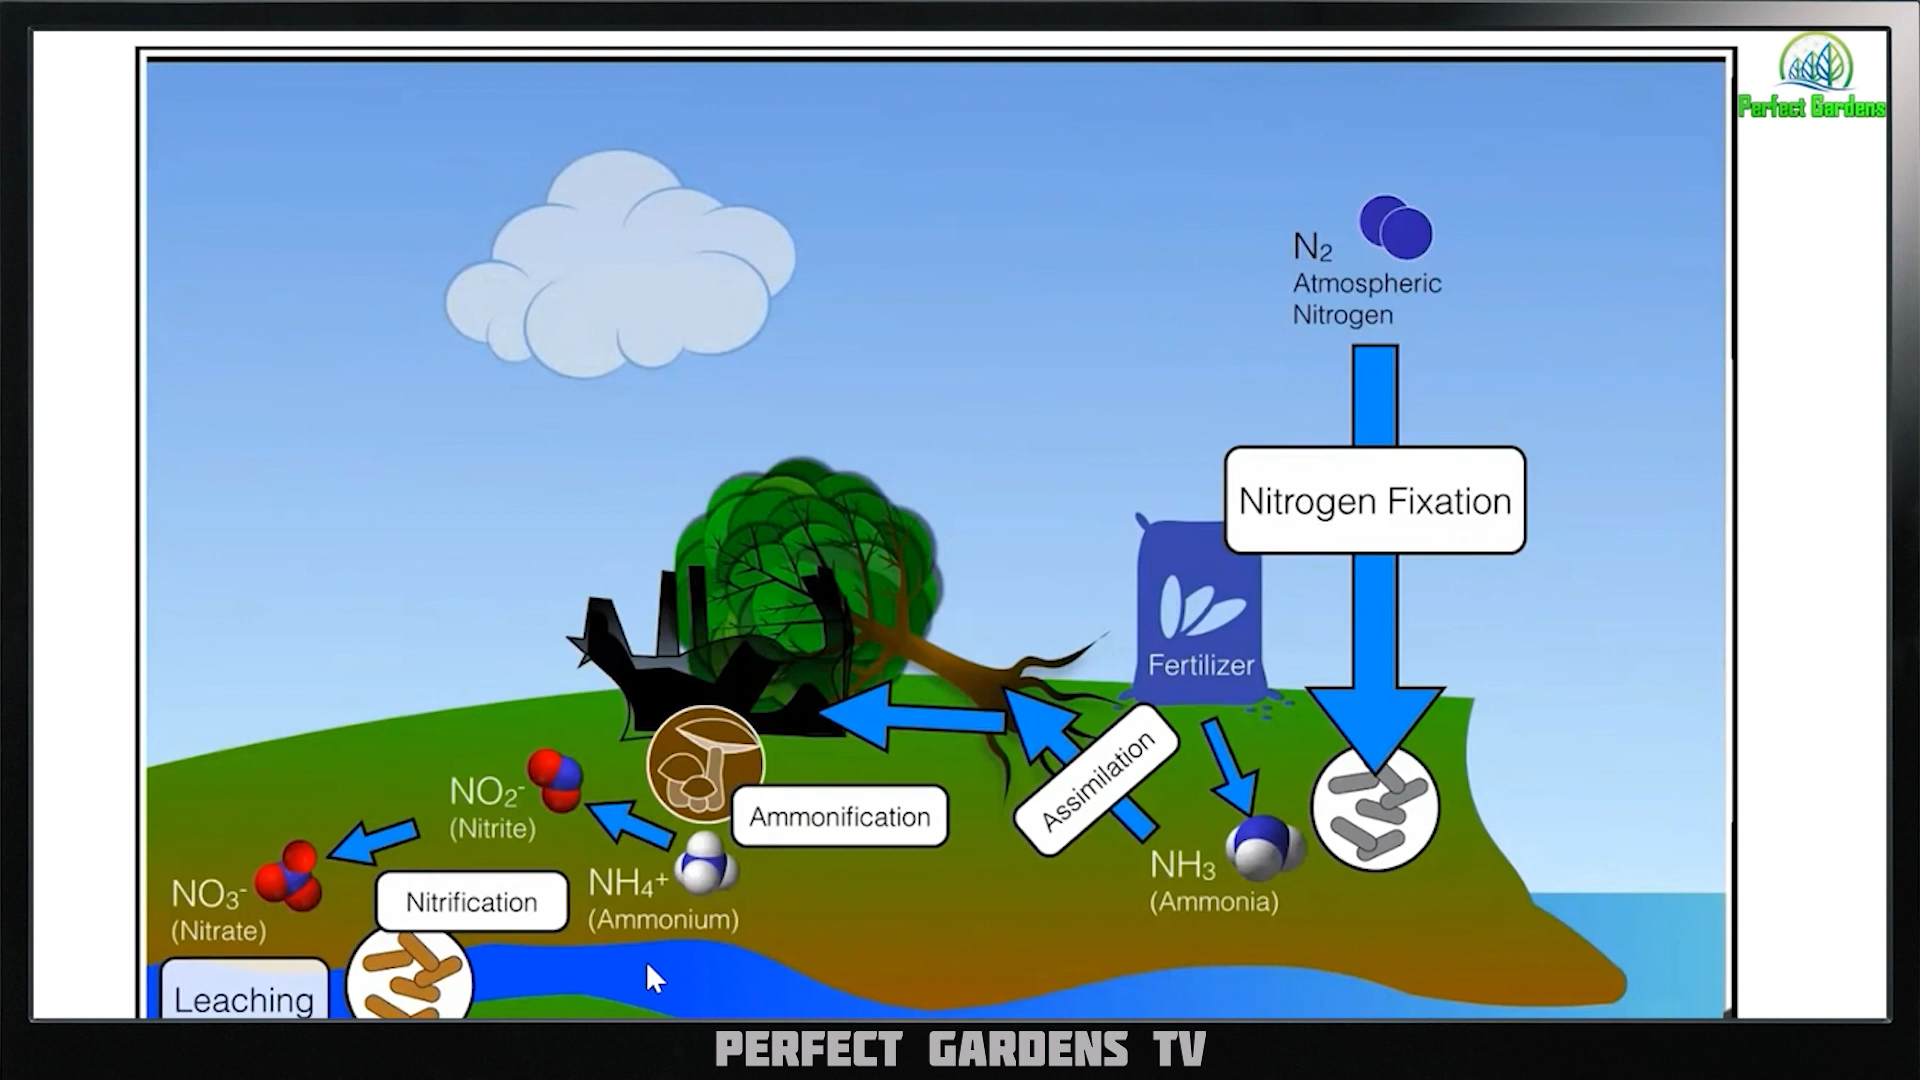 Perfect Gardens
N₂
Atmospheric
Nitrogen
Nitrogen Fixation
Fertilizer
Assimilation
NH₃
(Ammonia)
Ammonification
NH₄⁺
(Ammonium)
NO₂⁻
(Nitrite)
Nitrification
NO₃⁻
(Nitrate)
Leaching
PERFECT GARDENS TV